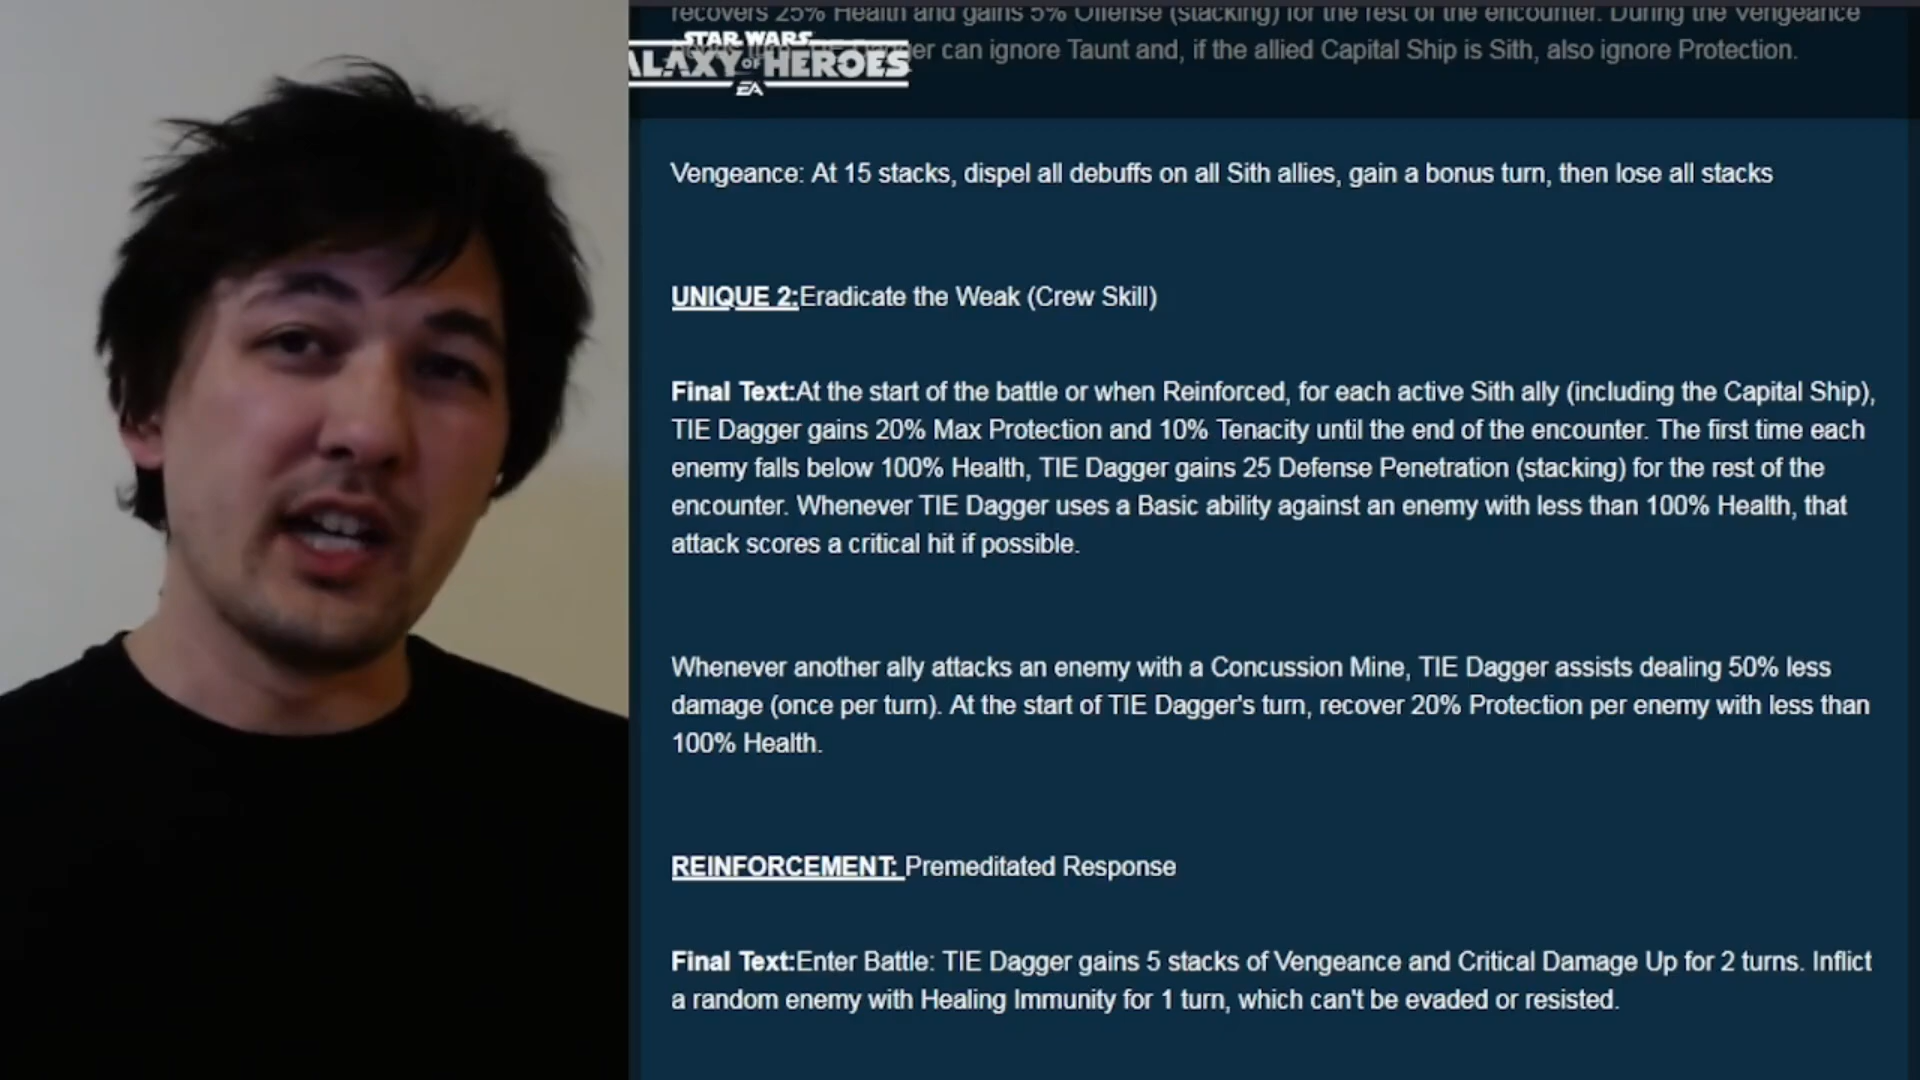 recovers 25% Health and gains 5% Offense (stacking) for the rest of the encounter. During the Vengeance
can ignore Taunt and, if the allied Capital Ship is Sith, also ignore Protection.
STAR WARS
ALAXY OF HEROES
EA
Vengeance: At 15 stacks, dispel all debuffs on all Sith allies, gain a bonus turn, then lose all stacks
UNIQUE 2:Eradicate the Weak (Crew Skill)
Final Text:At the start of the battle or when Reinforced, for each active Sith ally (including the Capital Ship),
TIE Dagger gains 20% Max Protection and 10% Tenacity until the end of the encounter. The first time each
enemy falls below 100% Health, TIE Dagger gains 25 Defense Penetration (stacking) for the rest of the
encounter. Whenever TIE Dagger uses a Basic ability against an enemy with less than 100% Health, that
attack scores a critical hit if possible.
Whenever another ally attacks an enemy with a Concussion Mine, TIE Dagger assists dealing 50% less
damage (once per turn). At the start of TIE Dagger's turn, recover 20% Protection per enemy with less than
100% Health.
REINFORCEMENT: Premeditated Response
Final Text:Enter Battle: TIE Dagger gains 5 stacks of Vengeance and Critical Damage Up for 2 turns. Inflict
a random enemy with Healing Immunity for 1 turn, which can't be evaded or resisted.